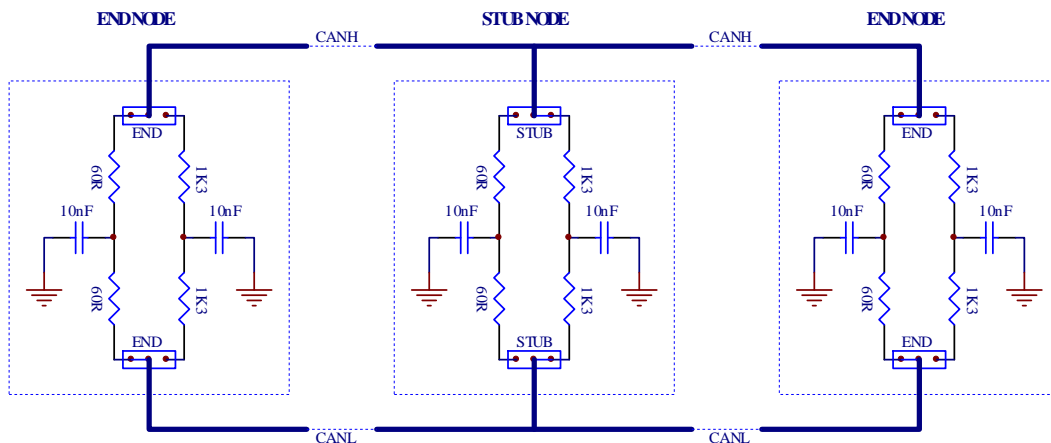 END NODE
STUB NODE
END NODE
CANH
CANH
END
STUB
END
60R
1K3
60R
1K3
60R
1K3
10nF
10nF
10nF
10nF
10nF
10nF
60R
1K3
60R
1K3
60R
1K3
END
STUB
END
CANL
CANL